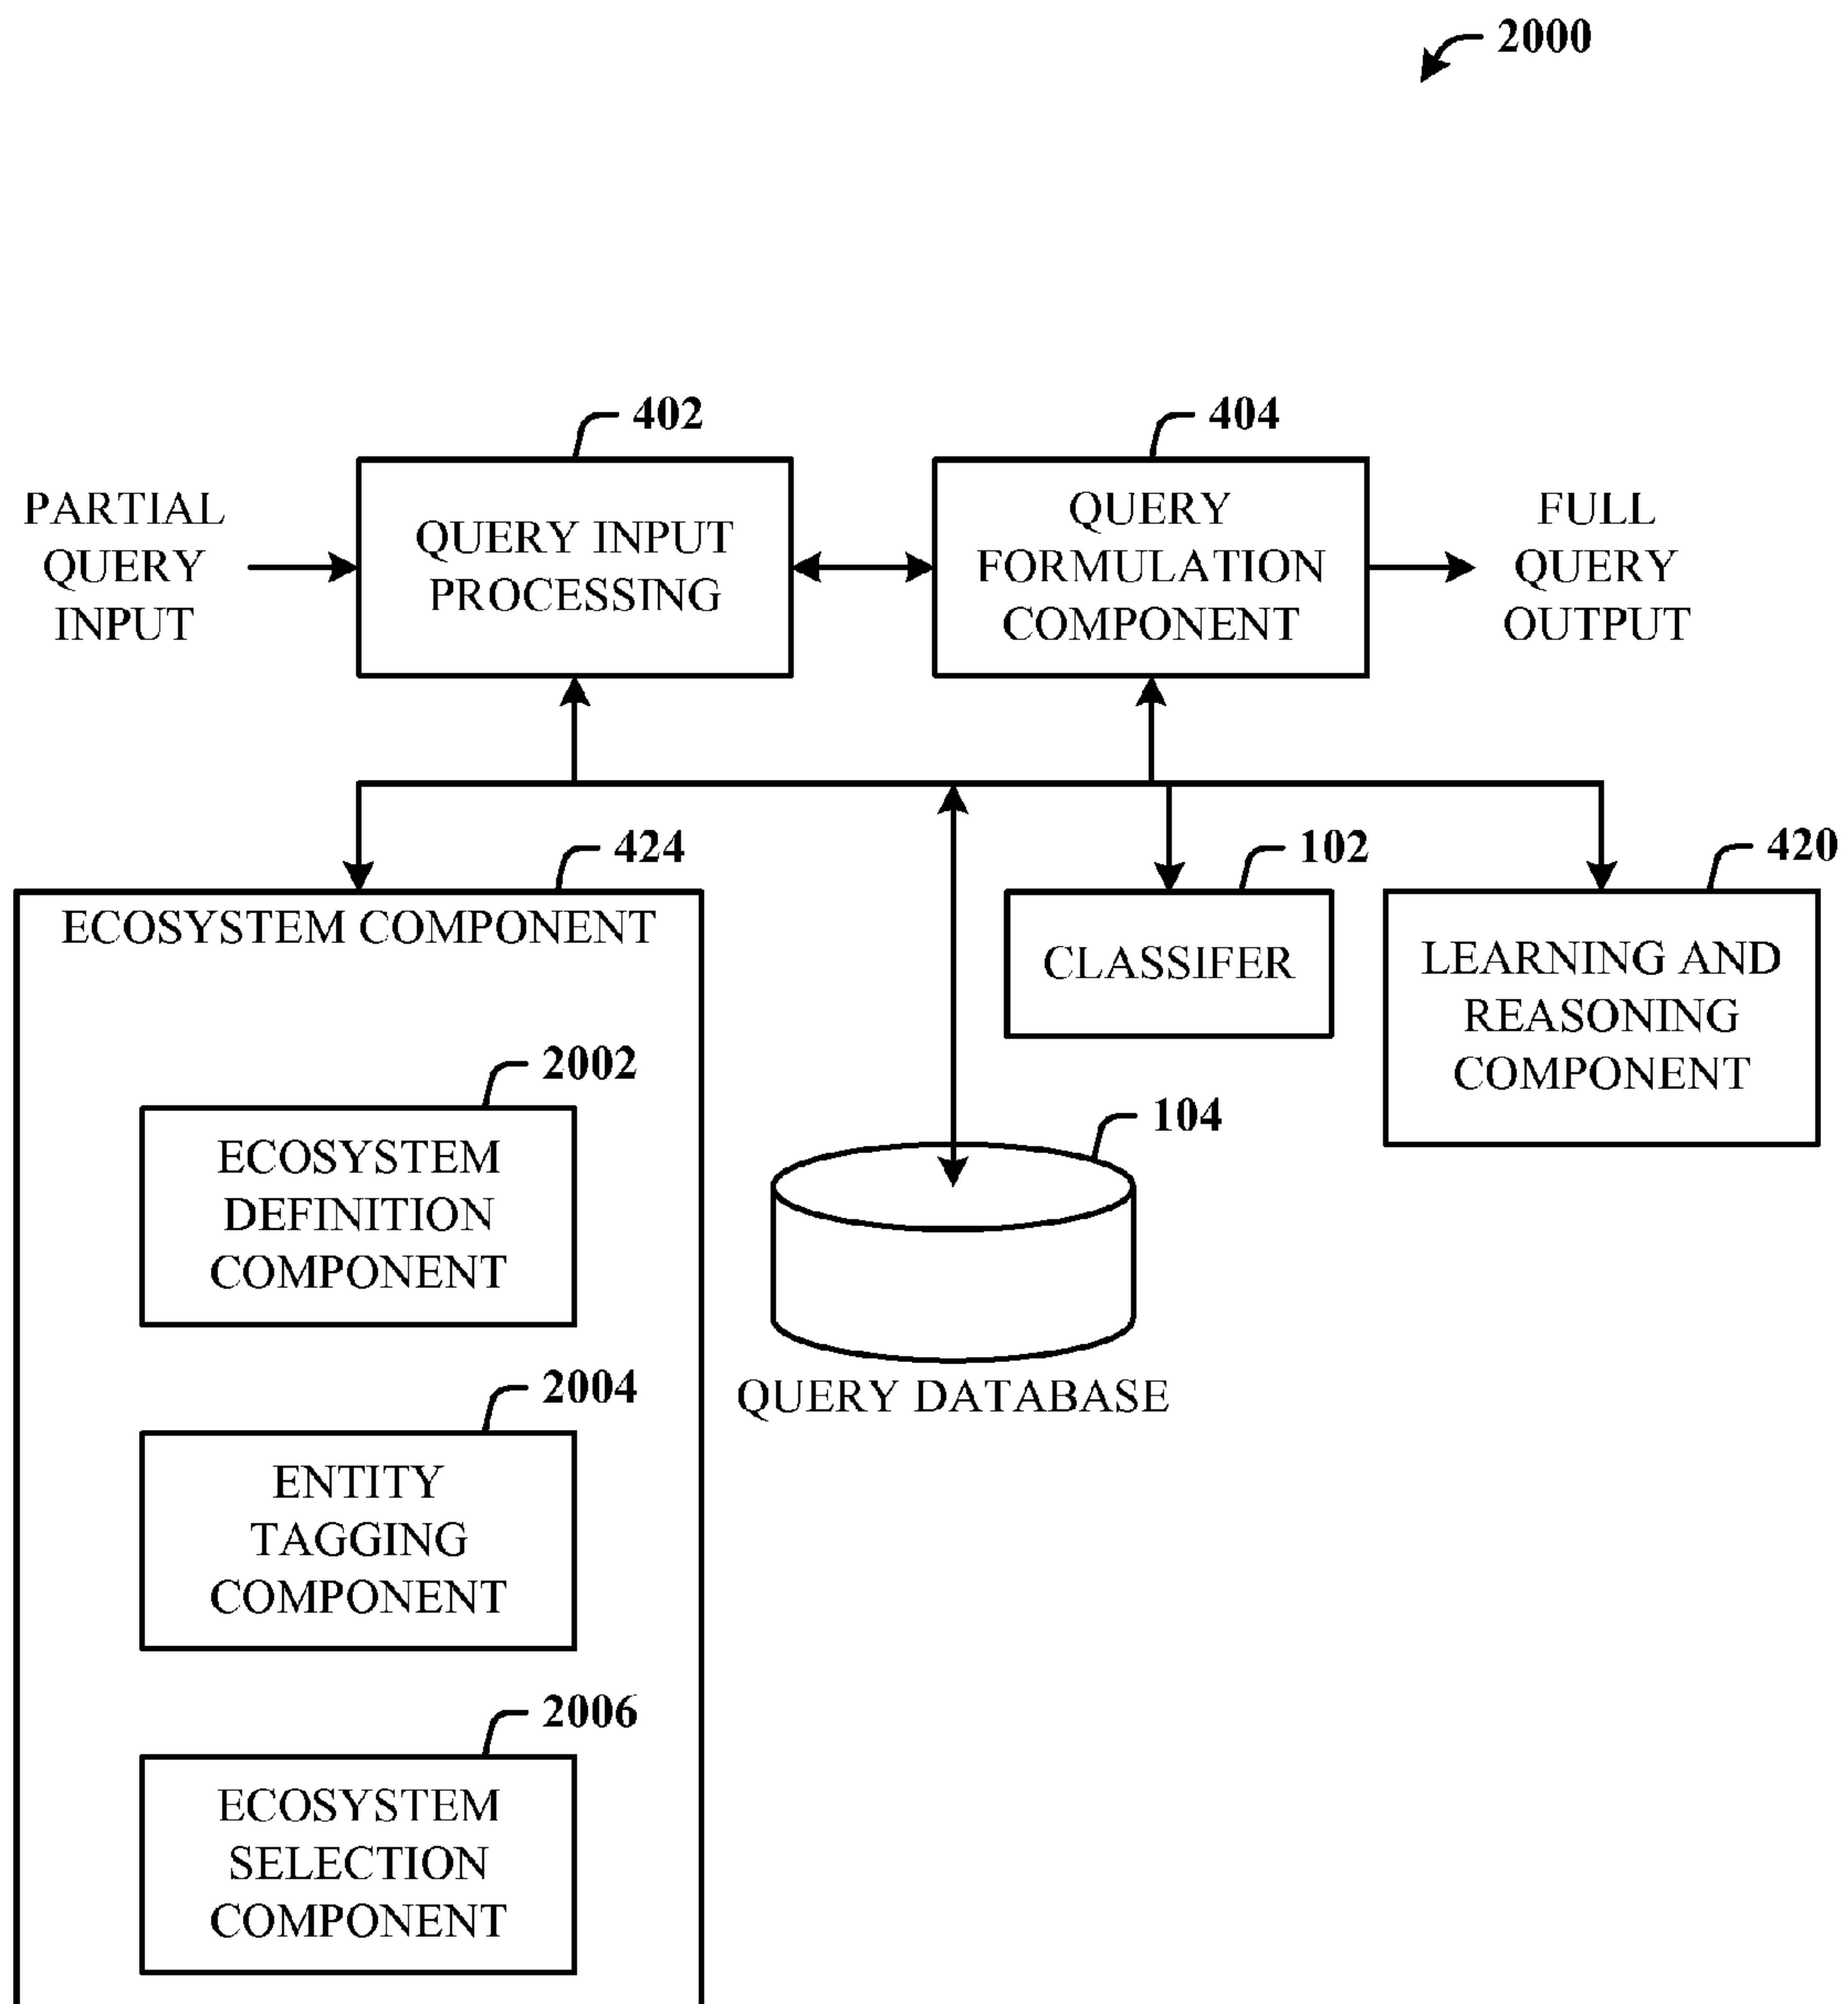 2000
402
404
PARTIAL
QUERY
INPUT
QUERY INPUT
PROCESSING
QUERY
FORMULATION
COMPONENT
FULL
QUERY
OUTPUT
424
102
420
ECOSYSTEM COMPONENT
CLASSIFER
LEARNING AND
REASONING
COMPONENT
2002
ECOSYSTEM
DEFINITION
COMPONENT
104
QUERY DATABASE
2004
ENTITY
TAGGING
COMPONENT
2006
ECOSYSTEM
SELECTION
COMPONENT